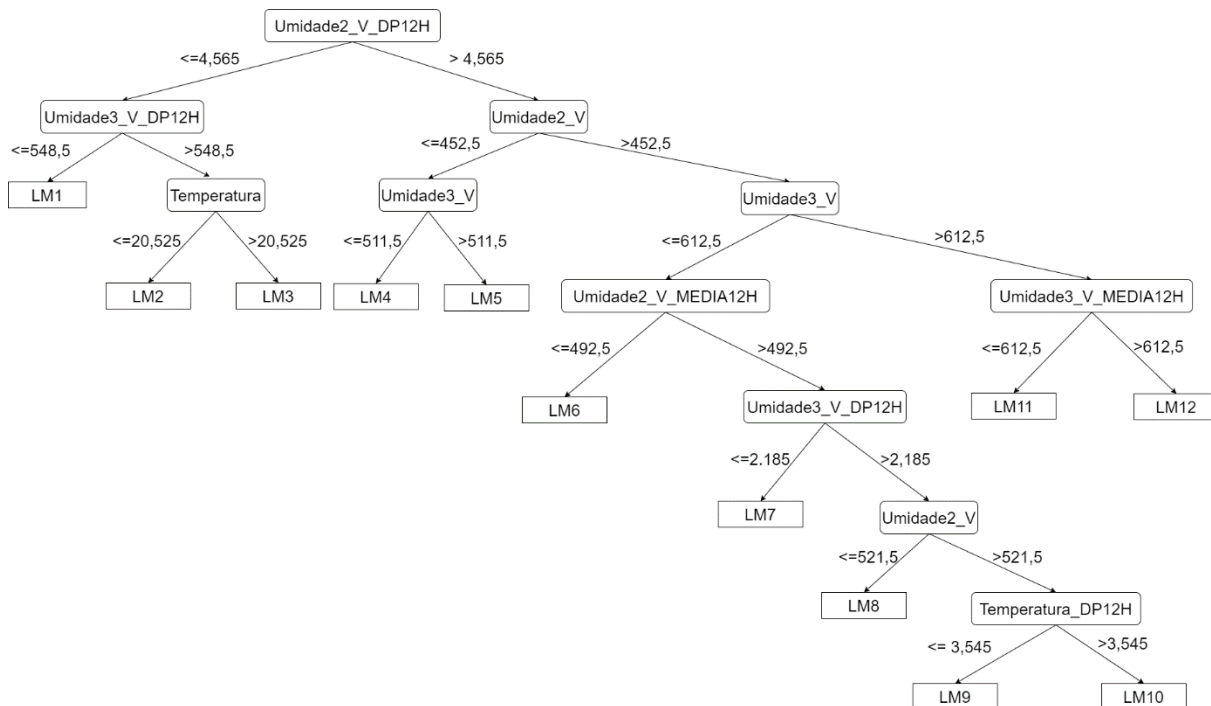 Umidade2_V_DP12H
<=4,565
> 4,565
Umidade3_V_DP12H
Umidade2_V
<=548,5
>548,5
<=452,5
>452,5
LM1
Temperatura
Umidade3_V
Umidade3_V
<=20,525
>20,525
<=511,5
>511,5
<=612,5
>612,5
LM2
LM3
LM4
LM5
Umidade2_V_MEDIA12H
Umidade3_V_MEDIA12H
<=492,5
>492,5
<=612,5
>612,5
LM6
Umidade3_V_DP12H
LM11
LM12
<=2.185
>2,185
LM7
Umidade2_V
<=521,5
>521,5
LM8
Temperatura_DP12H
<= 3,545
>3,545
LM9
LM10